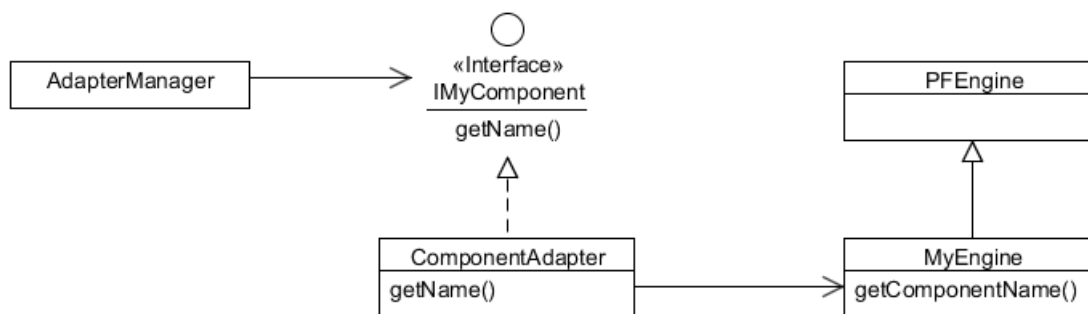 AdapterManager
«Interface»
IMyComponent
getName()
PFEngine
ComponentAdapter
getName()
MyEngine
getComponentName()